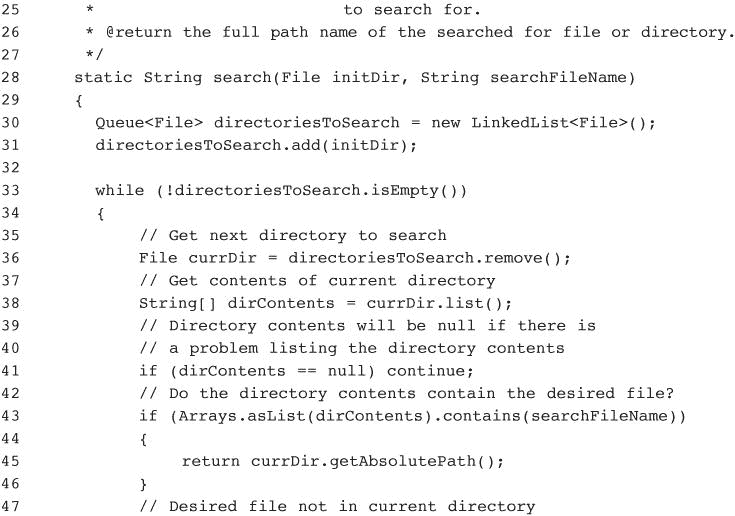 25      *                         to search for.
26      * @return the full path name of the searched for file or directory.
27      */
28     static String search(File initDir, String searchFileName)
29     {
30       Queue<File> directoriesToSearch = new LinkedList<File>();
31       directoriesToSearch.add(initDir);
32
33       while (!directoriesToSearch.isEmpty())
34       {
35           // Get next directory to search
36           File currDir = directoriesToSearch.remove();
37           // Get contents of current directory
38           String[] dirContents = currDir.list();
39           // Directory contents will be null if there is
40           // a problem listing the directory contents
41           if (dirContents == null) continue;
42           // Do the directory contents contain the desired file?
43           if (Arrays.asList(dirContents).contains(searchFileName))
44           {
45               return currDir.getAbsolutePath();
46           }
47           // Desired file not in current directory